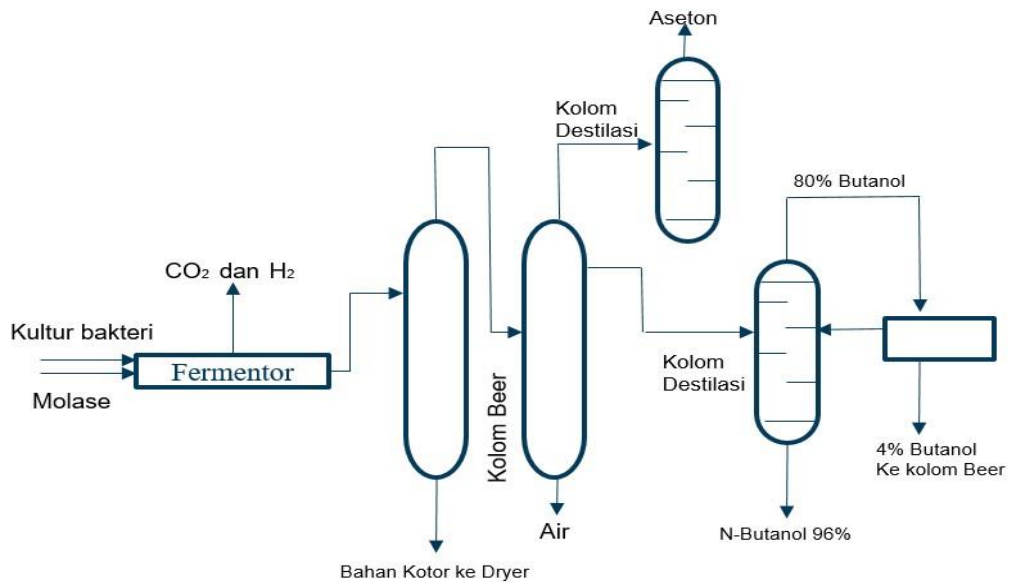 Aseton
Kolom
Destilasi
80% Butanol
CO₂ dan H₂
Kultur bakteri
Fermentor
Molase
Kolom Beer
Kolom
Destilasi
4% Butanol
Ke kolom Beer
Air
N-Butanol 96%
Bahan Kotor ke Dryer